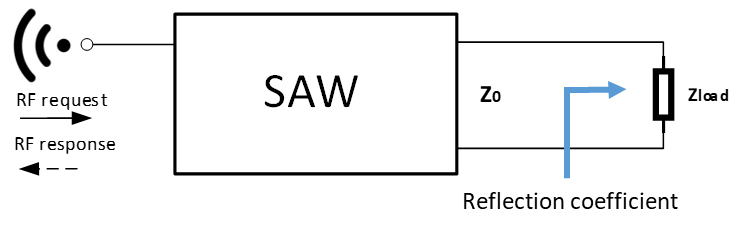 RF request
RF response
SAW
Z0
Zload
Reflection coefficient